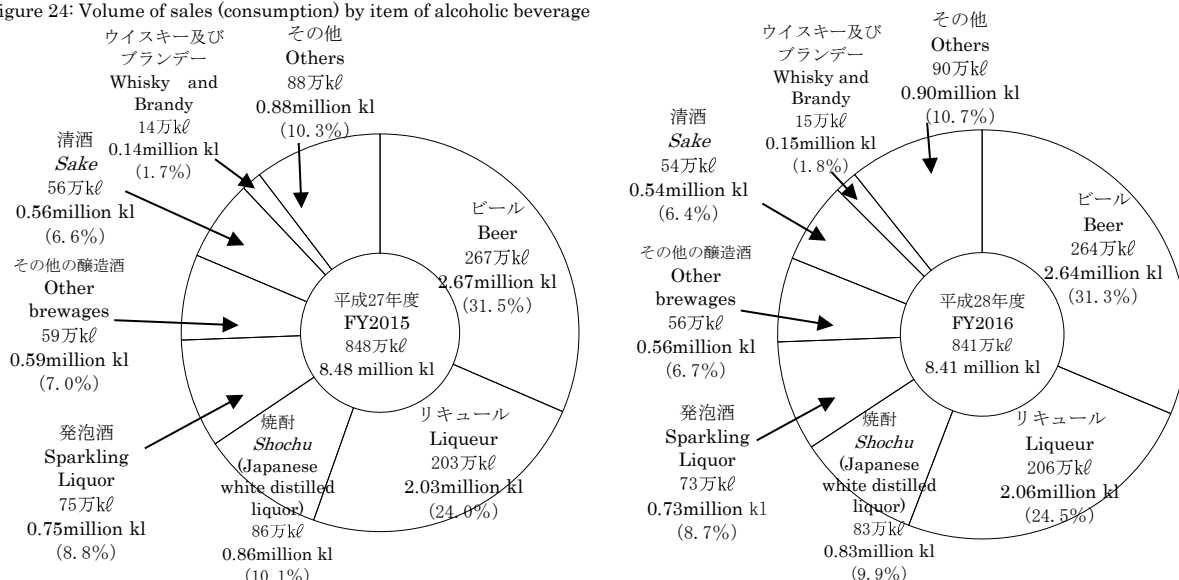 igure 24: Volume of sales (consumption) by item of alcoholic beverage
ウイスキー及び
ブランデー
Whisky and
Brandy
14万kℓ
0.14million kl
(1.7%)
その他
Others
88万kℓ
0.88million kl
(10.3%)
清酒
Sake
56万kℓ
0.56million kl
(6.6%)
その他の醸造酒
Other
brewages
59万kℓ
0.59million kl
(7.0%)
発泡酒
Sparkling
Liquor
75万kℓ
0.75million kl
(8.8%)
焼酎
Shochu
(Japanese
white distilled
liquor)
86万kℓ
0.86million kl
(10.1%)
リキュール
Liqueur
203万kℓ
2.03million kl
(24.0%)
ビール
Beer
267万kℓ
2.67million kl
(31.5%)
平成27年度
FY2015
848万kℓ
8.48 million kl
ウイスキー及び
ブランデー
Whisky and
Brandy
15万kℓ
0.15million kl
(1.8%)
その他
Others
90万kℓ
0.90million kl
(10.7%)
清酒
Sake
54万kℓ
0.54million kl
(6.4%)
その他の醸造酒
Other
brewages
56万kℓ
0.56million kl
(6.7%)
発泡酒
Sparkling
Liquor
73万kℓ
0.73million kl
(8.7%)
焼酎
Shochu
(Japanese
white distilled
liquor)
83万kℓ
0.83million kl
(9.9%)
リキュール
Liqueur
206万kℓ
2.06million kl
(24.5%)
ビール
Beer
264万kℓ
2.64million kl
(31.3%)
平成28年度
FY2016
841万kℓ
8.41 million kl